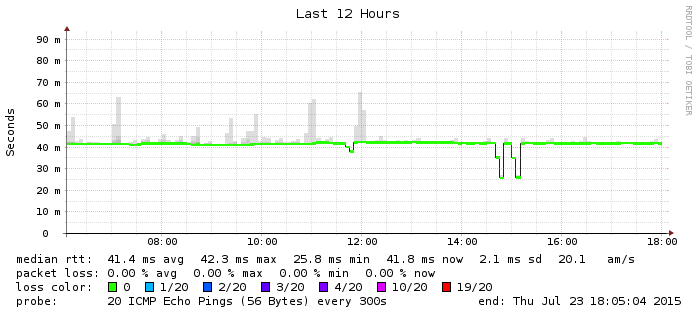 Last 12 Hours
RRDTOOL / TOBI OETIKER
Seconds
90 m
80 m
70 m
60 m
50 m
40 m
30 m
20 m
10 m
0
08:00 10:00 12:00 14:00 16:00 18:00
median rtt: 41.4 ms avg 42.3 ms max 25.8 ms min 41.8 ms now 2.1 ms sd 20.1 am/s
packet loss: 0.00 % avg 0.00 % max 0.00 % min 0.00 % now
loss color: 0 1/20 2/20 3/20 4/20 10/20 19/20
probe: 20 ICMP Echo Pings (56 Bytes) every 300s end: Thu Jul 23 18:05:04 2015